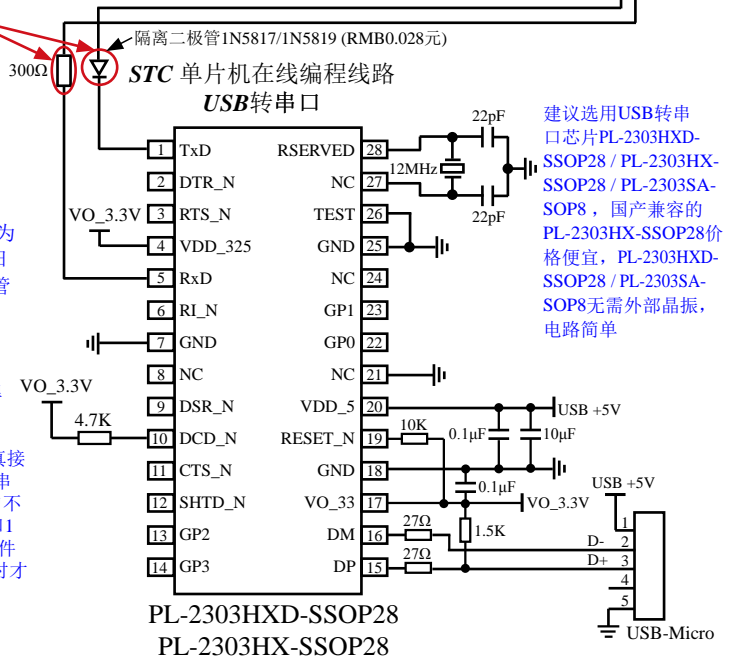 隔离二极管1N5817/1N5819 (RMB0.028元)
300Ω
STC 单片机在线编程线路
USB转串口
22pF
12MHz
22pF
建议选用USB转串
口芯片PL-2303HXD-
SSOP28 / PL-2303HX-
SSOP28 / PL-2303SA-
SOP8 ，国产兼容的
PL-2303HX-SSOP28价
格便宜，PL-2303HXD-
SSOP28 / PL-2303SA-
SOP8无需外部晶振，
电路简单
1 TxD RSERVED 28
2 DTR_N NC 27
3 RTS_N TEST 26
4 VDD_325 GND 25
5 RxD NC 24
6 RI_N GP1 23
7 GND GP0 22
8 NC NC 21
9 DSR_N VDD_5 20
10 DCD_N RESET_N 19
11 CTS_N GND 18
12 SHTD_N VO_33 17
13 GP2 DM 16
14 GP3 DP 15
VO_3.3V
为
管
VO_3.3V
4.7K
接
串
不
1
件
才
10K
0.1μF
10μF
USB +5V
0.1μF
VO_3.3V
USB +5V
27Ω
1.5K
27Ω
D-
D+
1
2
3
4
5
USB-Micro
PL-2303HXD-SSOP28
PL-2303HX-SSOP28